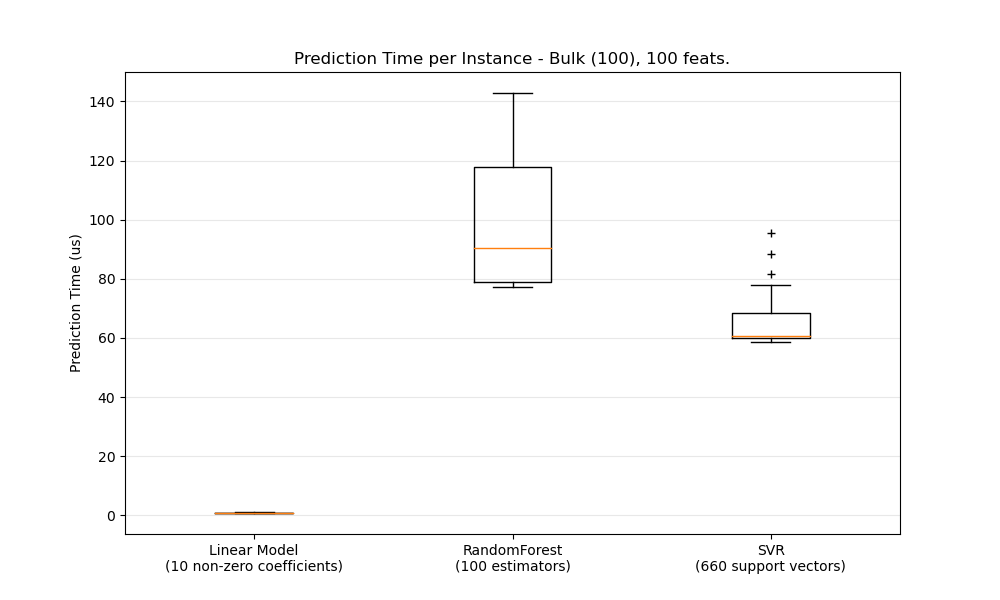 Prediction Time per Instance - Bulk (100), 100 feats.
Prediction Time (us)
140
120
100
80
60
40
20
0
Linear Model
(10 non-zero coefficients)
RandomForest
(100 estimators)
SVR
(660 support vectors)